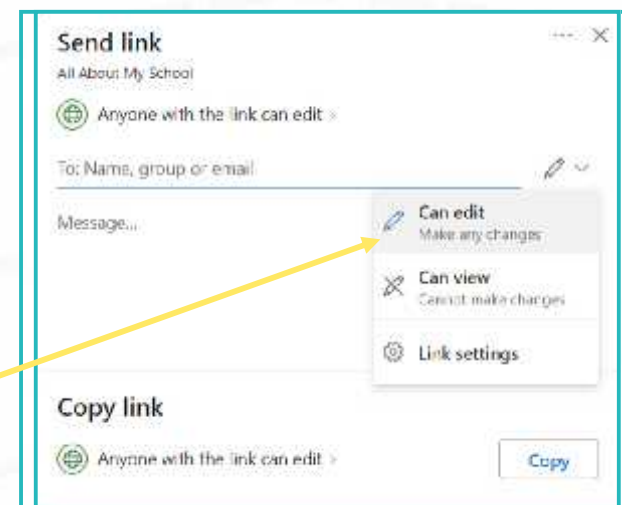 Send link
All About My School
Anyone with the link can edit >
To: Name, group or email
Message...
Can edit
Make any changes
Can view
Cannot make changes
Link settings
Copy link
Anyone with the link can edit >
Copy